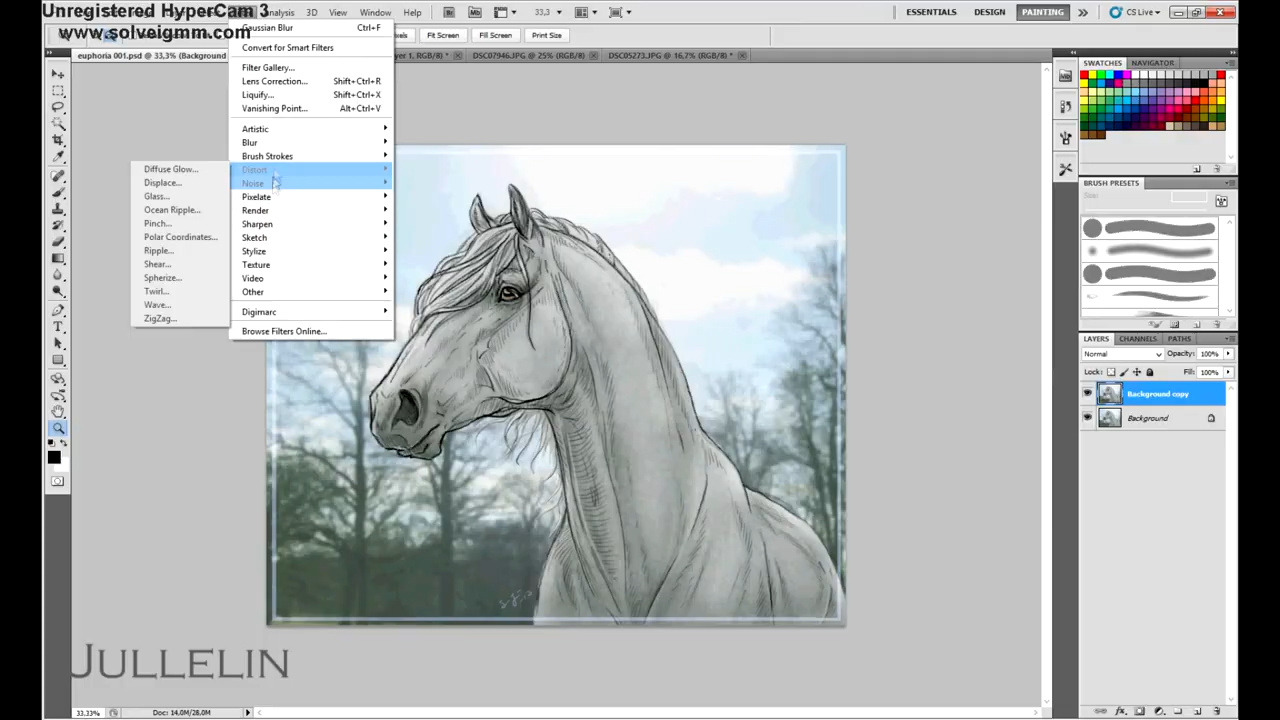 Unregistered HyperCam 3
www.solveigmm.com
Analysis
3D
View
Window
Help
33,3
ESSENTIALS
DESIGN
PAINTING
CS Live
Fit Screen
Fill Screen
Print Size
euphoria 001.psd @ 33,3% (Background
DSC07946.JPG @ 25% (RGB/8)
DSC05273.JPG @ 16,7% (RGB/8) *
Gaussian Blur Ctrl+F
Convert for Smart Filters
Filter Gallery...
Lens Correction... Shift+Ctrl+R
Liquify... Shift+Ctrl+X
Vanishing Point... Alt+Ctrl+V
Artistic
Blur
Brush Strokes
Distort
Noise
Pixelate
Render
Sharpen
Sketch
Stylize
Texture
Video
Other
Digimarc
Browse Filters Online...
Diffuse Glow...
Displace...
Glass...
Ocean Ripple...
Pinch...
Polar Coordinates...
Ripple...
Shear...
Spherize...
Twirl...
Wave...
ZigZag...
SWATCHES
NAVIGATOR
BRUSH PRESETS
Size:
LAYERS
CHANNELS
PATHS
Normal
Opacity: 100%
Lock:
Fill: 100%
Background copy
Background
JULLELIN
33,33%
Doc: 14,0M/28,0M